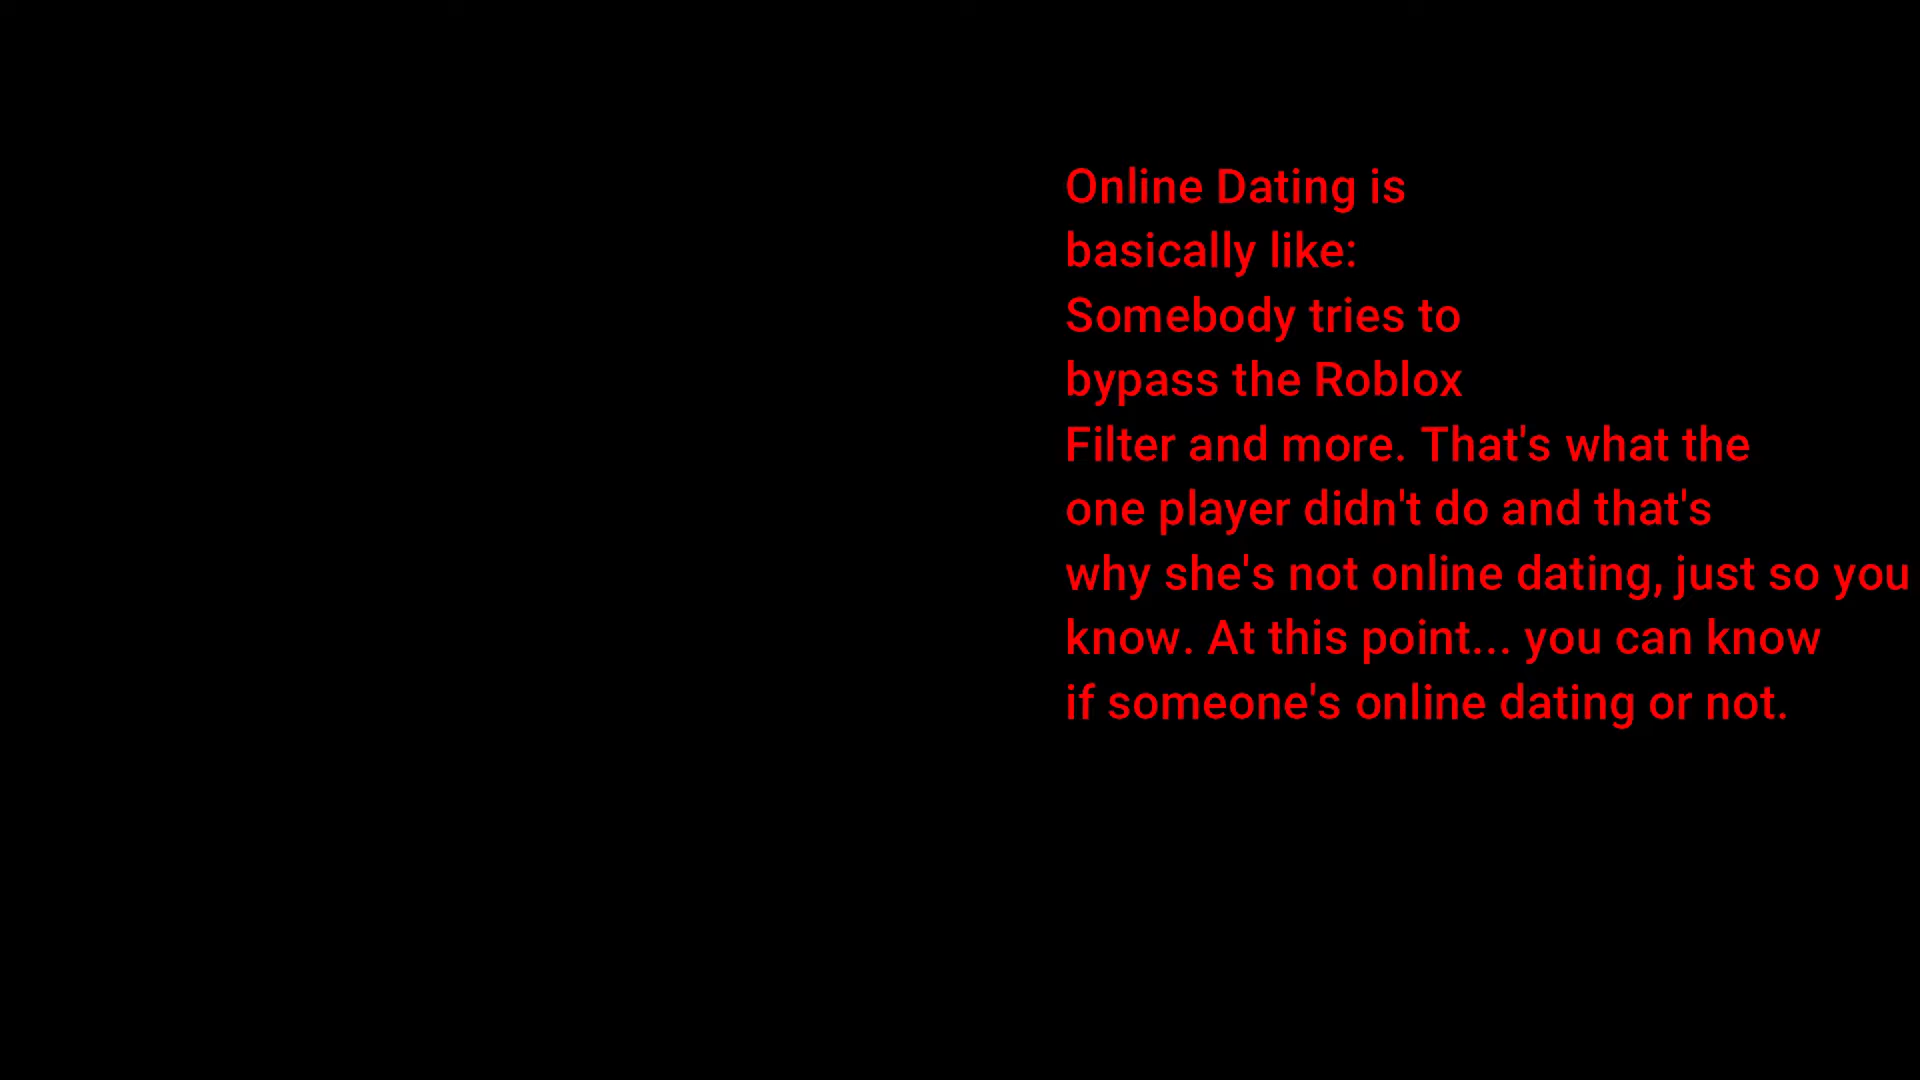 Online Dating is
basically like:
Somebody tries to
bypass the Roblox
Filter and more. That's what the
one player didn't do and that's
why she's not online dating, just so you
know. At this point... you can know
if someone's online dating or not.